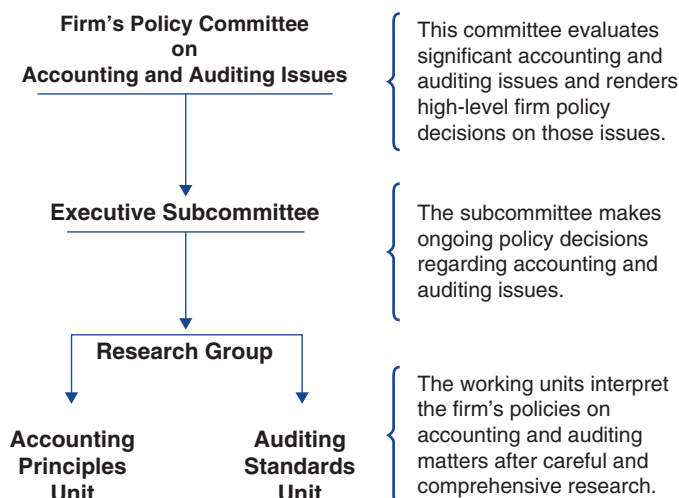 Firm's Policy Committee
on
Accounting and Auditing Issues
This committee evaluates
significant accounting and
auditing issues and renders
high-level firm policy
decisions on those issues.
Executive Subcommittee
The subcommittee makes
ongoing policy decisions
regarding accounting and
auditing issues.
Research Group
Accounting
Principles
Unit
Auditing
Standards
Unit
The working units interpret
the firm's policies on
accounting and auditing
matters after careful and
comprehensive research.